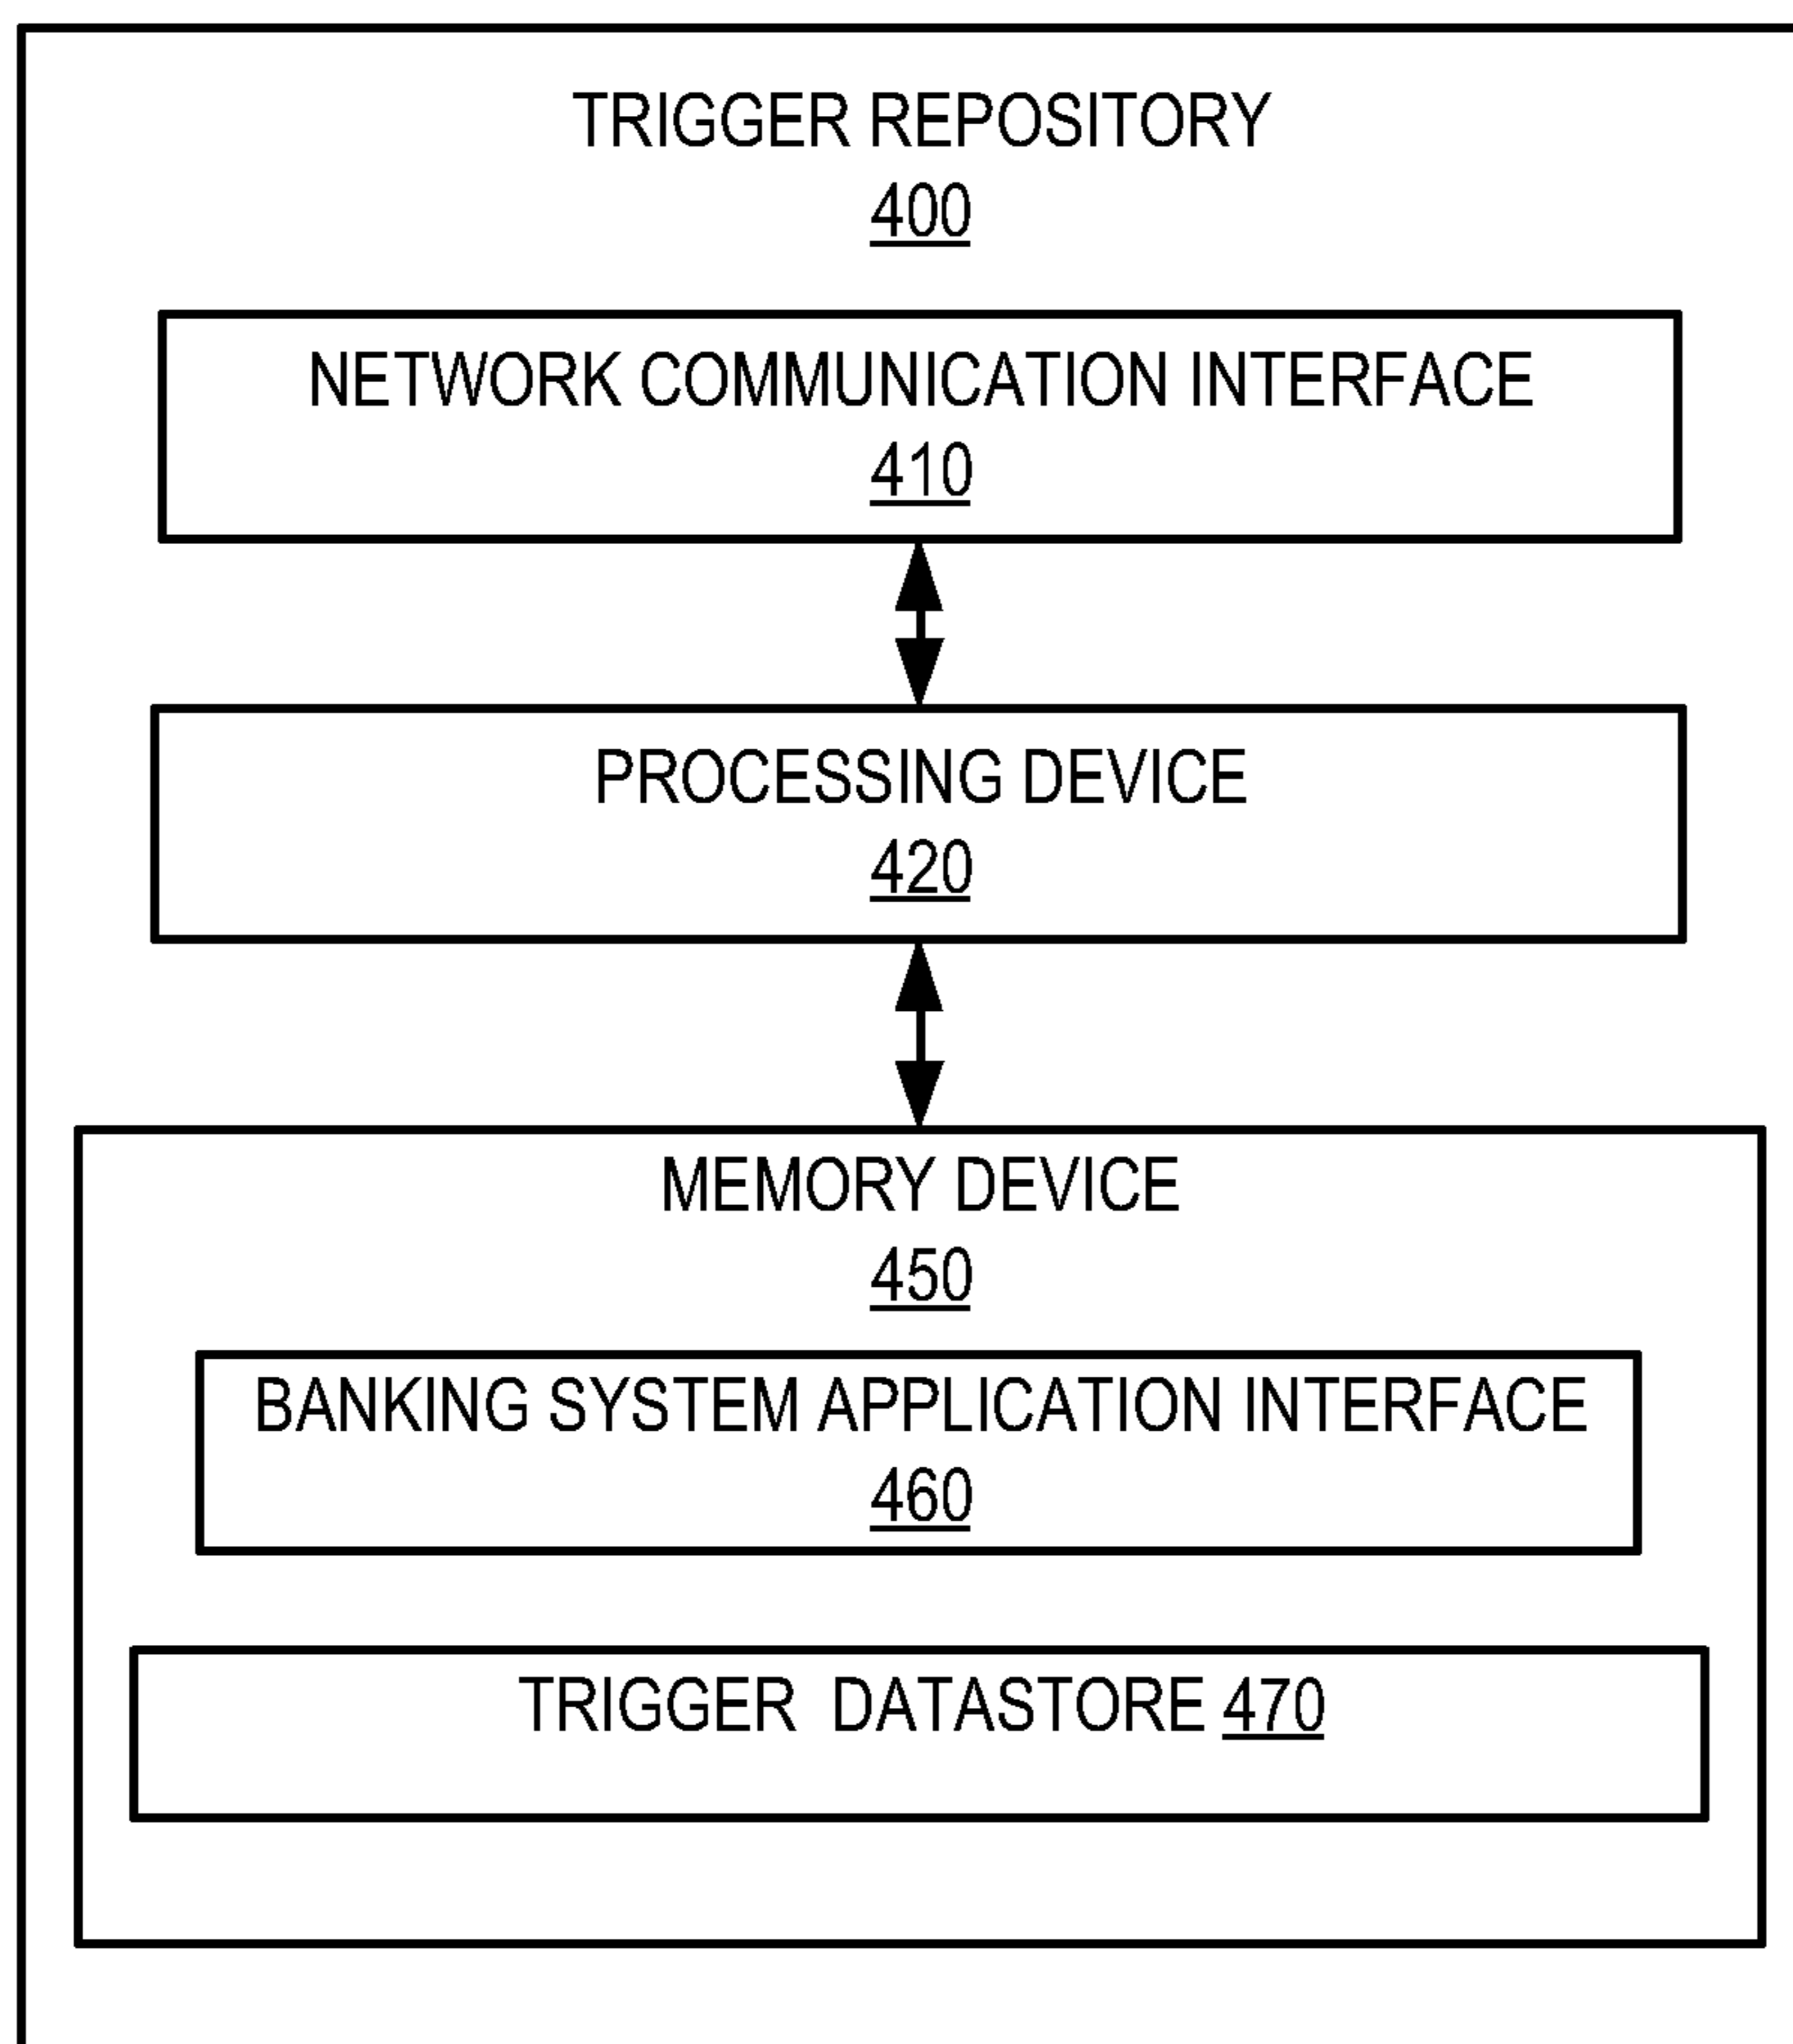 TRIGGER REPOSITORY
400
NETWORK COMMUNICATION INTERFACE
410
PROCESSING DEVICE
420
MEMORY DEVICE
450
BANKING SYSTEM APPLICATION INTERFACE
460
TRIGGER DATASTORE 470